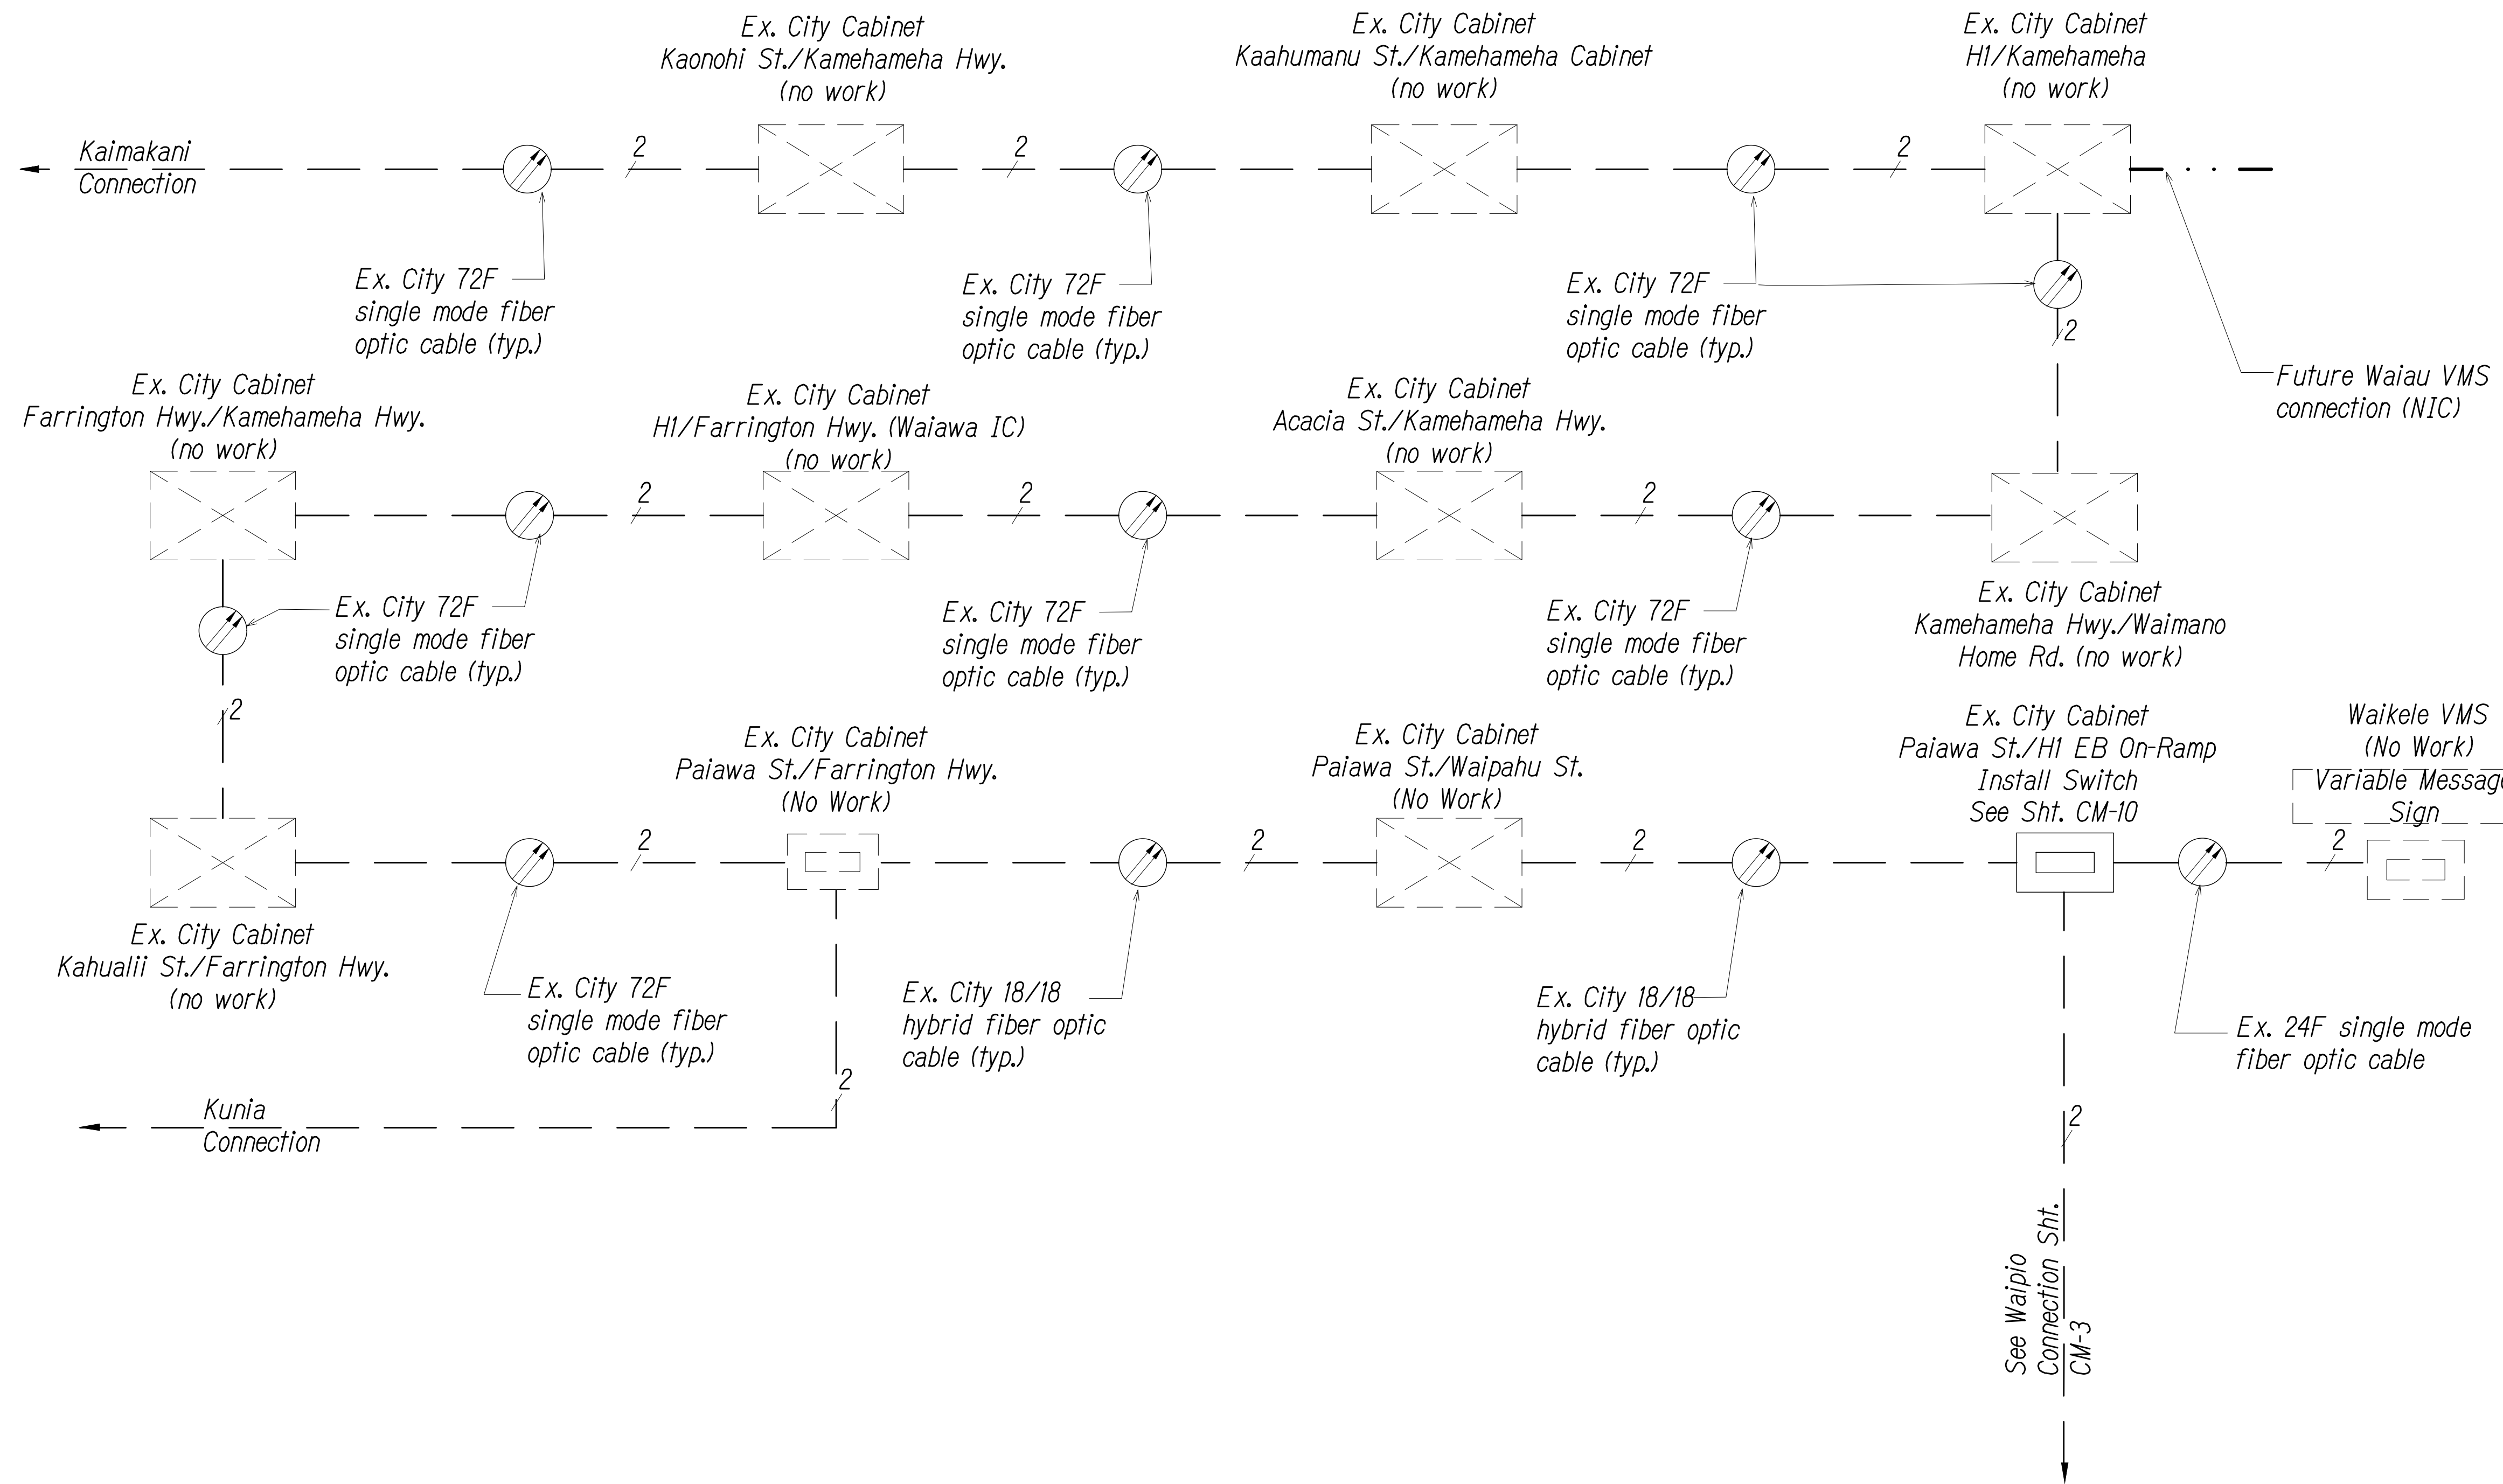 Ex. City Cabinet
Kaonohi St./Kamehameha Hwy.
(no work)
Ex. City Cabinet
Kaahumanu St./Kamehameha Cabinet
(no work)
Ex. City Cabinet
H1/Kamehameha
(no work)
Kaimakani
Connection
2
2
2
Ex. City 72F
single mode fiber
optic cable (typ.)
Ex. City 72F
single mode fiber
optic cable (typ.)
Ex. City 72F
single mode fiber
optic cable (typ.)
2
Future Waiau VMS
connection (NIC)
Ex. City Cabinet
Farrington Hwy./Kamehameha Hwy.
(no work)
Ex. City Cabinet
H1/Farrington Hwy. (Waiawa IC)
(no work)
Ex. City Cabinet
Acacia St./Kamehameha Hwy.
(no work)
2
2
2
Ex. City 72F
single mode fiber
optic cable (typ.)
Ex. City 72F
single mode fiber
optic cable (typ.)
Ex. City 72F
single mode fiber
optic cable (typ.)
Ex. City Cabinet
Kamehameha Hwy./Waimano
Home Rd. (no work)
2
Ex. City Cabinet
Paiawa St./Farrington Hwy.
(No Work)
Ex. City Cabinet
Paiawa St./Waipahu St.
(No Work)
Ex. City Cabinet
Paiawa St./H1 EB On-Ramp
Install Switch
See Sht. CM-10
Waikele VMS
(No Work)
Variable Message
Sign
2
2
2
2
Ex. City Cabinet
Kahualii St./Farrington Hwy.
(no work)
Ex. City 72F
single mode fiber
optic cable (typ.)
Ex. City 18/18
hybrid fiber optic
cable (typ.)
Ex. City 18/18
hybrid fiber optic
cable (typ.)
Ex. 24F single mode
fiber optic cable
2
2
Kunia
Connection
See Waipio
Connection Sht.
CM-3